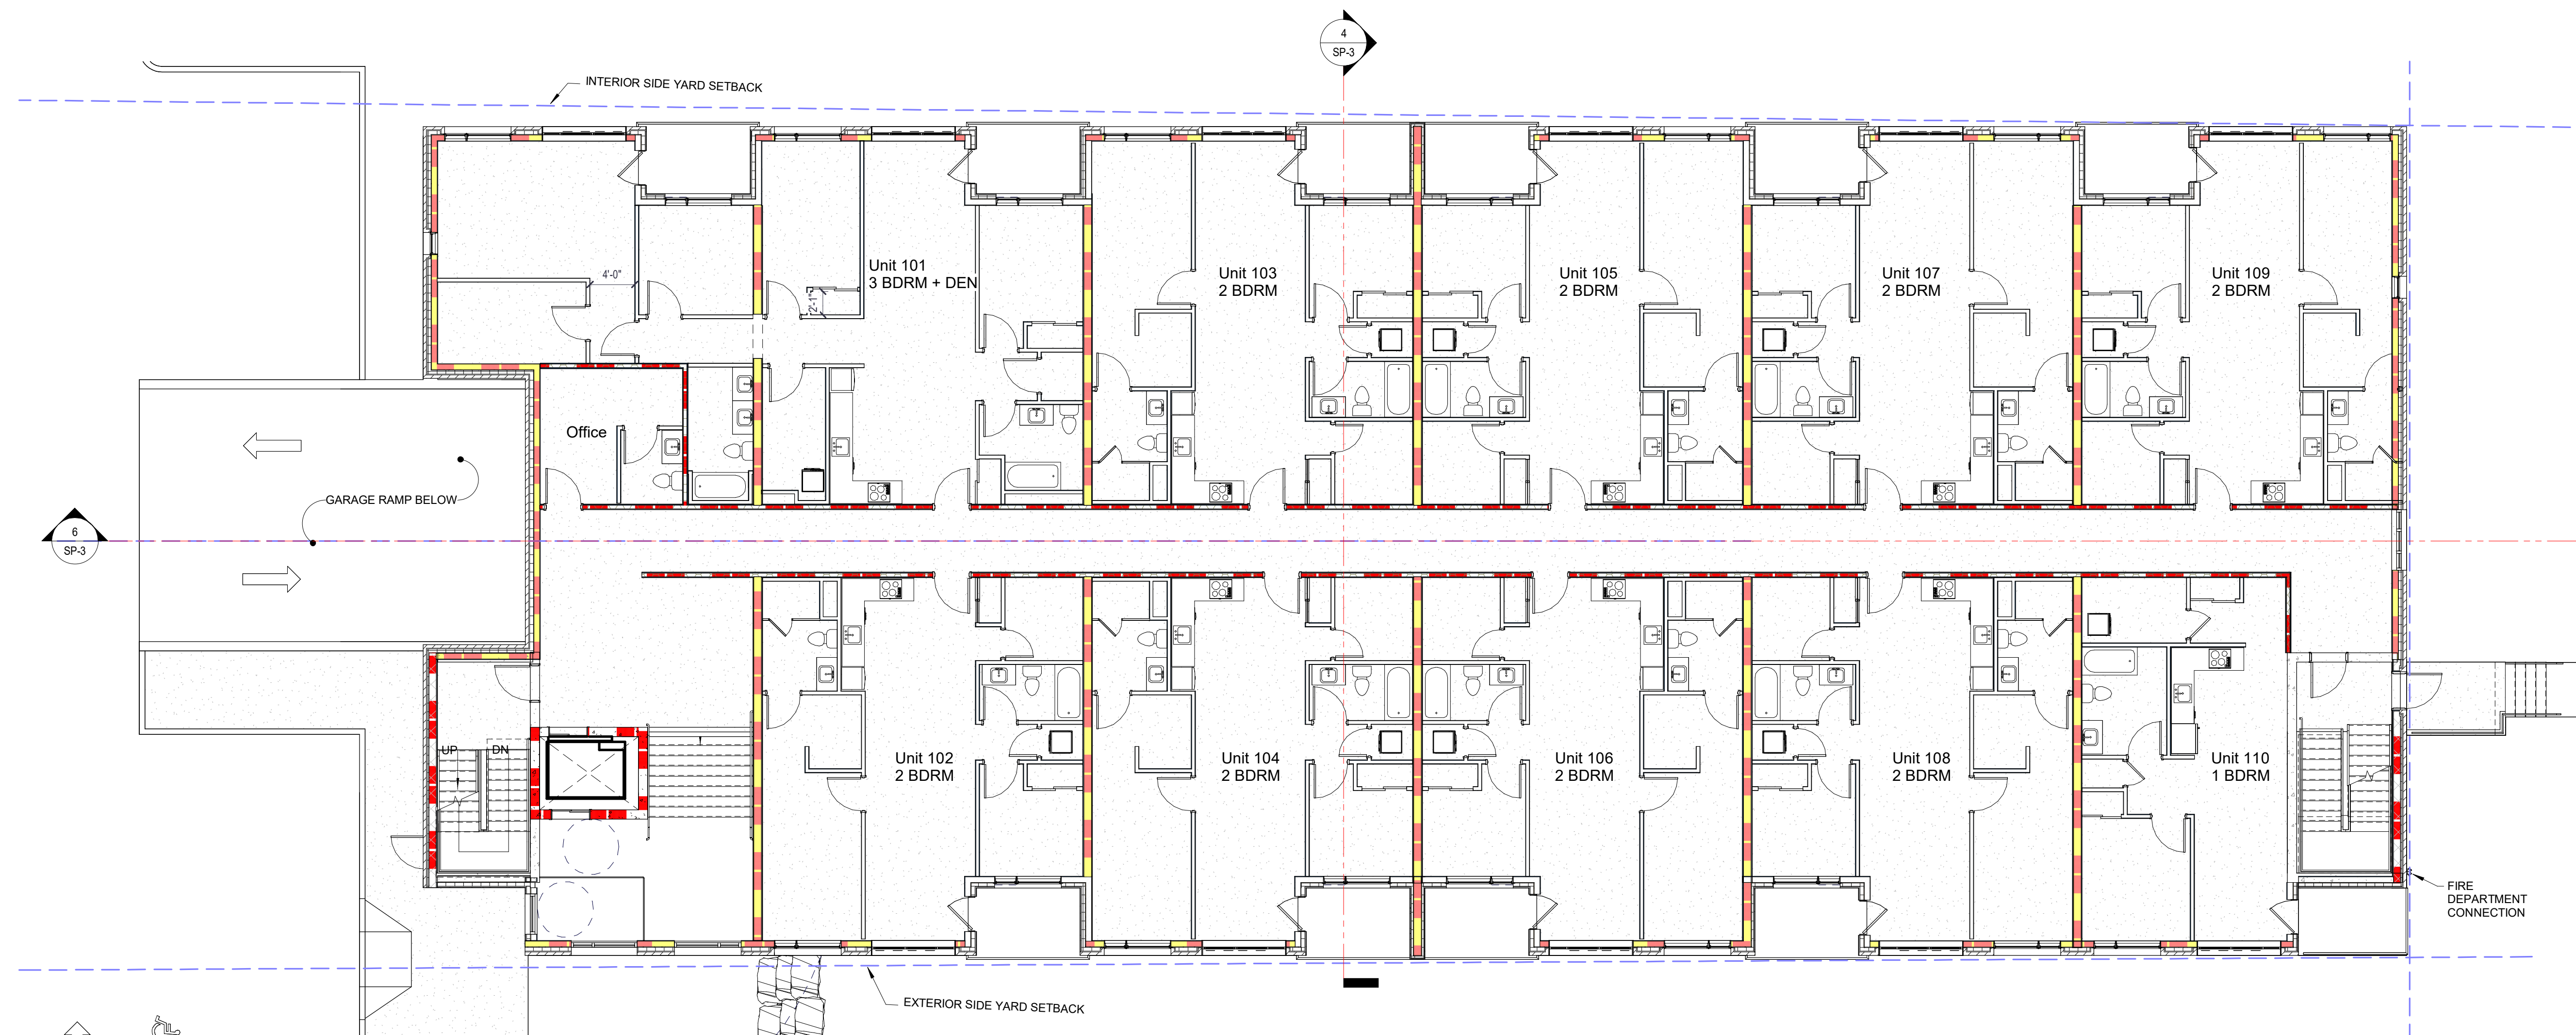 4
SP-3
INTERIOR SIDE YARD SETBACK
4'-0"
2'-1"
Unit 101
3 BDRM + DEN
Unit 103
2 BDRM
Unit 105
2 BDRM
Unit 107
2 BDRM
Unit 109
2 BDRM
Office
GARAGE RAMP BELOW
6
SP-3
UP
DN
Unit 102
2 BDRM
Unit 104
2 BDRM
Unit 106
2 BDRM
Unit 108
2 BDRM
Unit 110
1 BDRM
FIRE
DEPARTMENT
CONNECTION
EXTERIOR SIDE YARD SETBACK